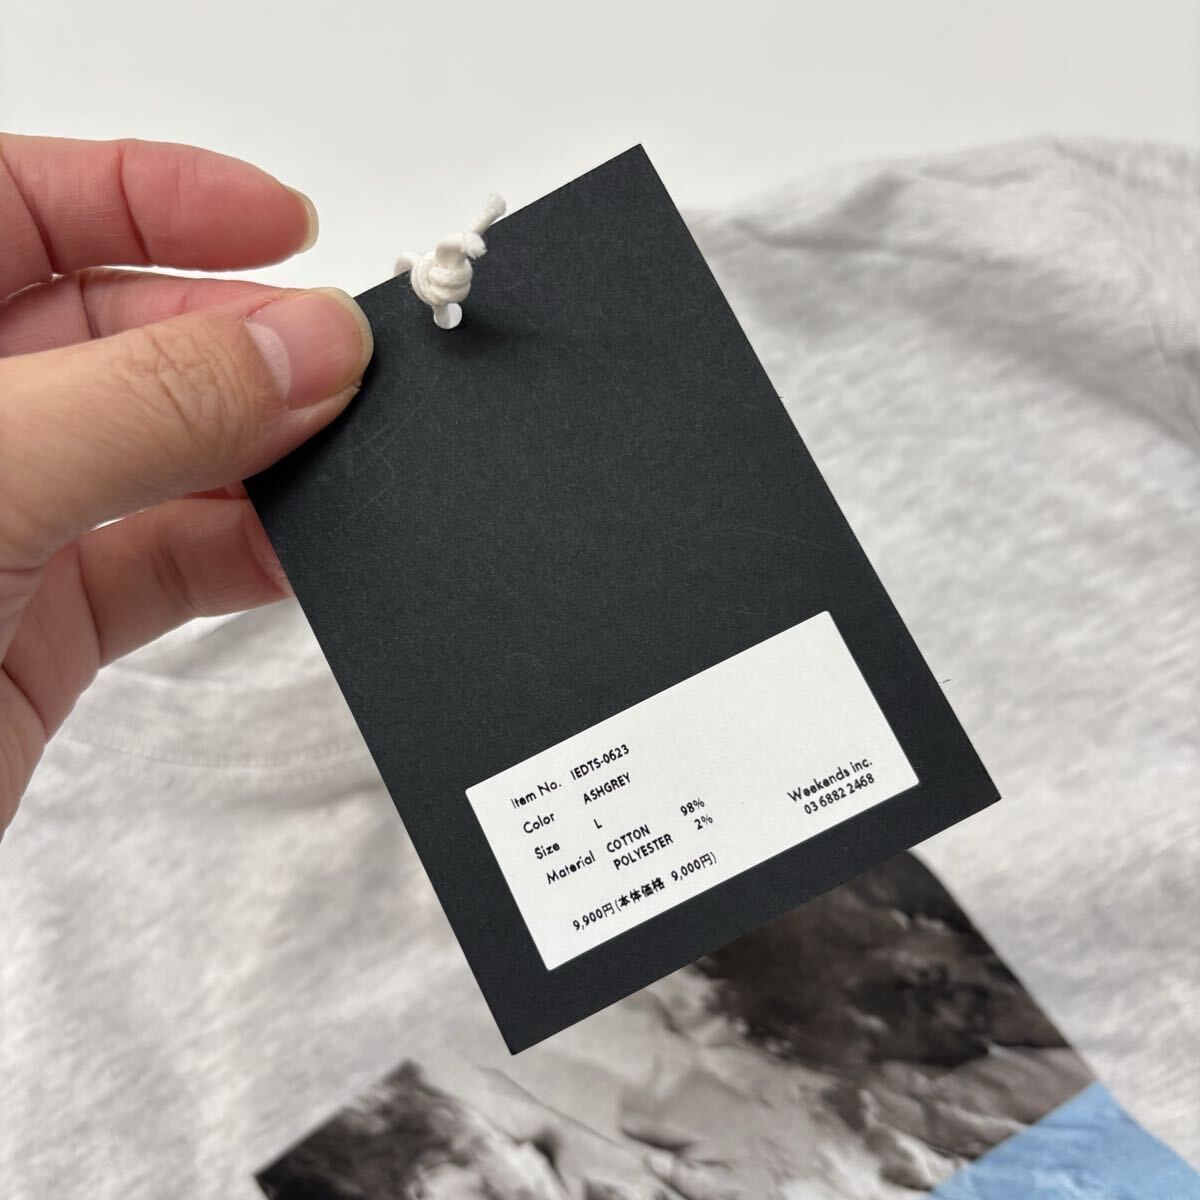 Item No. IEDTS-0623
Color ASHGREY
Size L
Material COTTON 98%
POLYESTER 2%
9,900円(本体価格 9,000円)
Weekends inc.
03 6882 2468